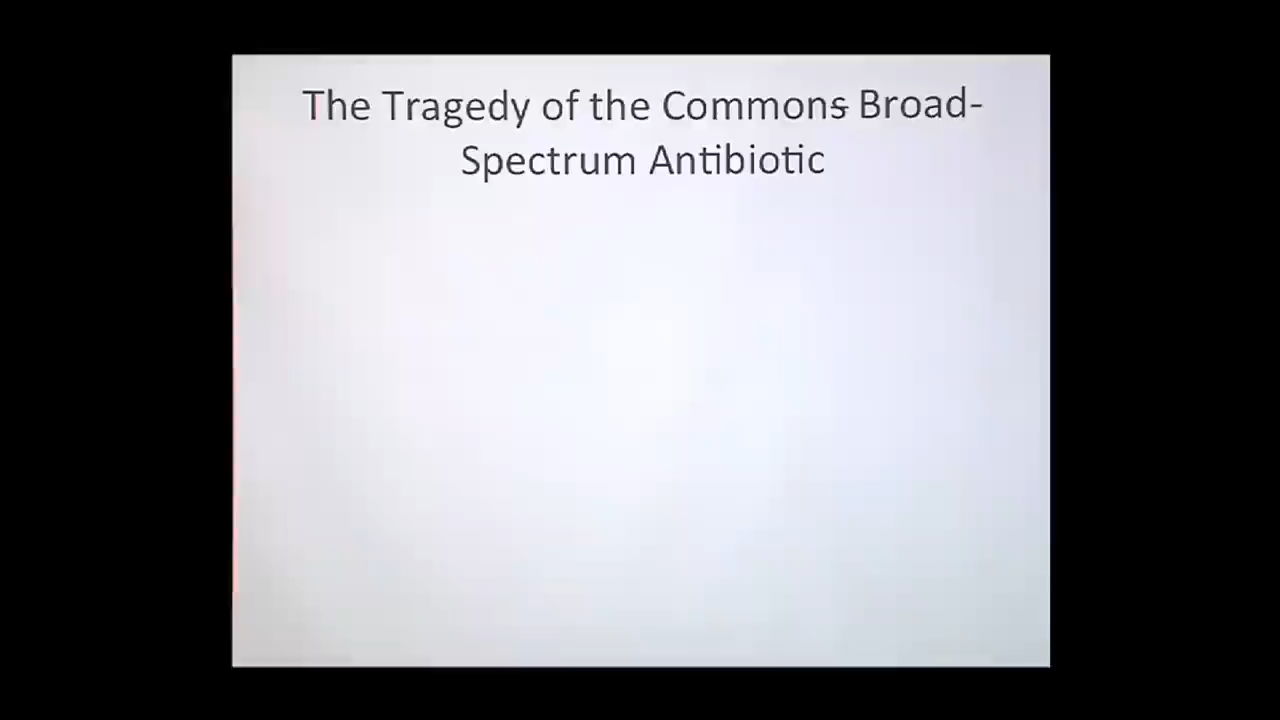 The Tragedy of the Commons Broad-
Spectrum Antibiotic